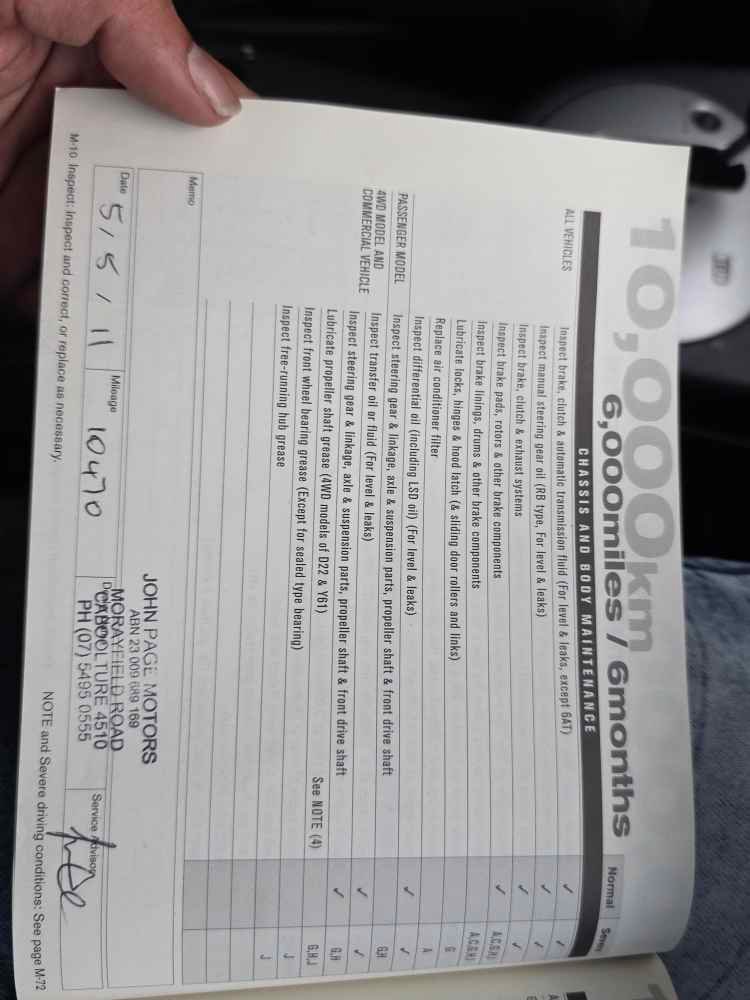 10,000km
6,000miles / 6months
CHASSIS AND BODY MAINTENANCE
Normal
ALL VEHICLES
Inspect brake, clutch & automatic transmission fluid (For level & leaks, except 6AT) ✓ ✓
Inspect manual steering gear oil (RB type, For level & leaks) ✓ ✓
Inspect brake, clutch & exhaust systems ✓ ✓
Inspect brake pads, rotors & other brake components ✓ A,C,G,H,I
Inspect brake linings, drums & other brake components A,C,G,H,I
Lubricate locks, hinges & hood latch (& sliding door rollers and links) G
Replace air conditioner filter A
Inspect differential oil (including LSD oil) (For level & leaks) ✓ ✓
PASSENGER MODEL
Inspect steering gear & linkage, axle & suspension parts, propeller shaft & front drive shaft G,H
4WD MODEL AND
COMMERCIAL VEHICLE
Inspect transfer oil or fluid (For level & leaks) ✓ ✓
Inspect steering gear & linkage, axle & suspension parts, propeller shaft & front drive shaft ✓ G,H
Lubricate propeller shaft grease (4WD models of D22 & Y61) See NOTE (4) G,H,J
Inspect front wheel bearing grease (Except for sealed type bearing) J
Inspect free-running hub grease J
Memo
JOHN PAGE MOTORS
ABN 23 009 689 169
MORAYFIELD ROAD
CABOOLTURE 4510
PH (07) 5495 0555
Date 5/5/11
Mileage 10470
Service Advisor
M-10 Inspect: Inspect and correct, or replace as necessary.
NOTE and Severe driving conditions: See page M-72